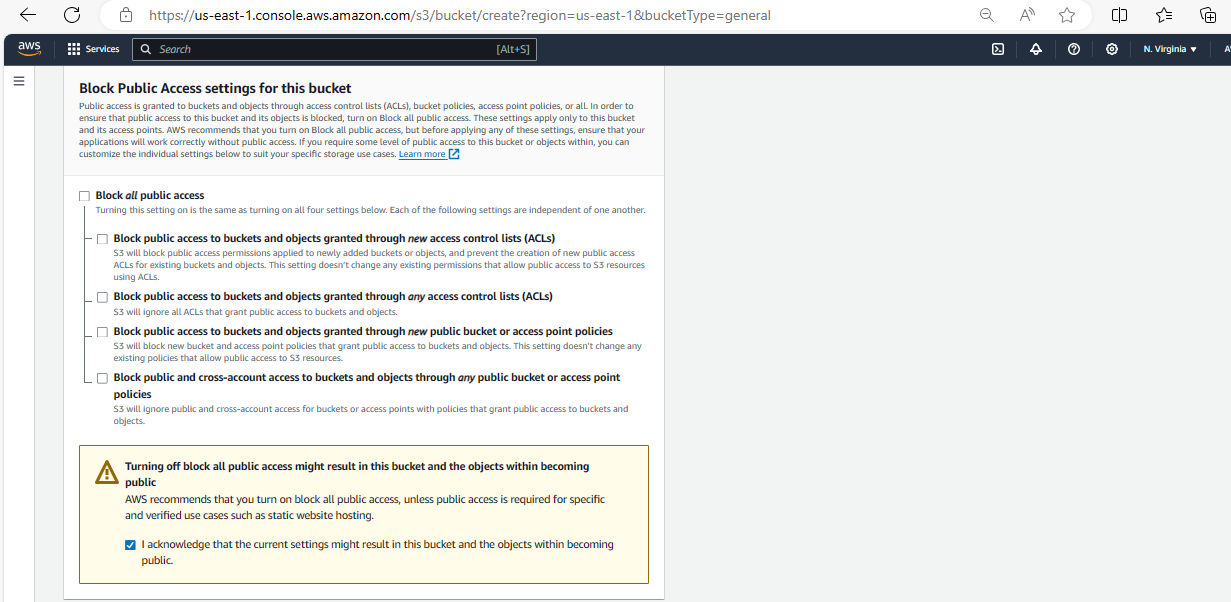 https://us-east-1.console.aws.amazon.com/s3/bucket/create?region=us-east-1&bucketType=general
aws Services Search [Alt+S] N. Virginia ▼
Block Public Access settings for this bucket
Public access is granted to buckets and objects through access control lists (ACLs), bucket policies, access point policies, or all. In order to
ensure that public access to this bucket and its objects is blocked, turn on Block all public access. These settings apply only to this bucket
and its access points. AWS recommends that you turn on Block all public access, but before applying any of these settings, ensure that your
applications will work correctly without public access. If you require some level of public access to this bucket or objects within, you can
customize the individual settings below to suit your specific storage use cases. Learn more
Block all public access
Turning this setting on is the same as turning on all four settings below. Each of the following settings are independent of one another.
Block public access to buckets and objects granted through new access control lists (ACLs)
S3 will block public access permissions applied to newly added buckets or objects, and prevent the creation of new public access
ACLs for existing buckets and objects. This setting doesn't change any existing permissions that allow public access to S3 resources
using ACLs.
Block public access to buckets and objects granted through any access control lists (ACLs)
S3 will ignore all ACLs that grant public access to buckets and objects.
Block public access to buckets and objects granted through new public bucket or access point policies
S3 will block new bucket and access point policies that grant public access to buckets and objects. This setting doesn't change any
existing policies that allow public access to S3 resources.
Block public and cross-account access to buckets and objects through any public bucket or access point
policies
S3 will ignore public and cross-account access for buckets or access points with policies that grant public access to buckets and
objects.
Turning off block all public access might result in this bucket and the objects within becoming
public
AWS recommends that you turn on block all public access, unless public access is required for specific
and verified use cases such as static website hosting.
I acknowledge that the current settings might result in this bucket and the objects within becoming
public.